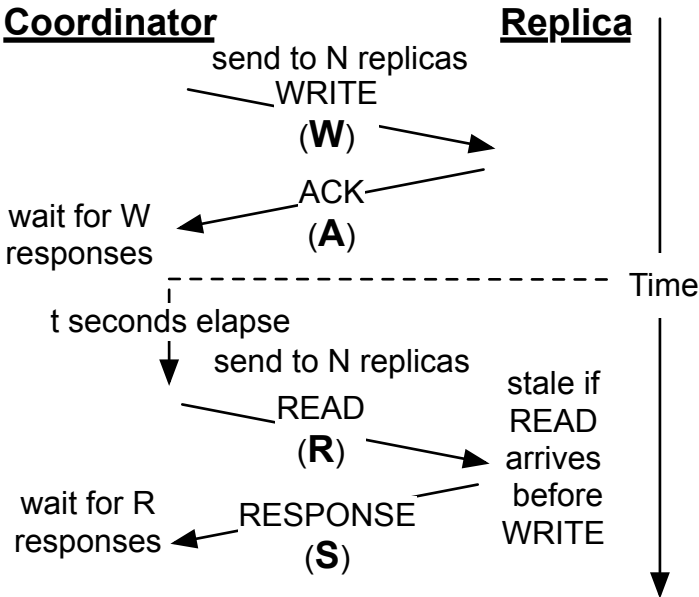 Coordinator
Replica
send to N replicas
WRITE
(W)
ACK
(A)
wait for W
responses
Time
t seconds elapse
send to N replicas
READ
(R)
stale if
READ
arrives
before
WRITE
wait for R
responses
RESPONSE
(S)